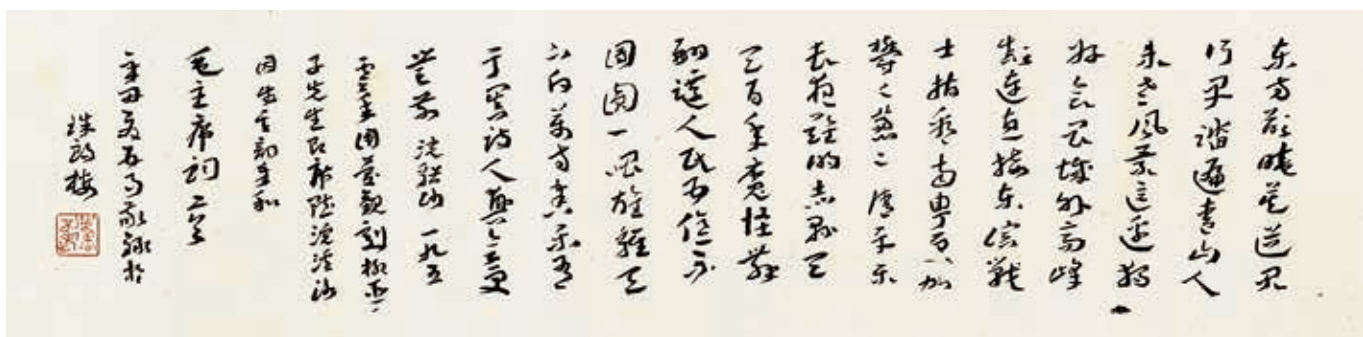 东方欲晓莫道君
行早踏遍青山人
未老风景这边独
好会昌城外高峰
颠连直接东溟战
士指看南粤更加
郁々葱々 清平乐
长夜难明赤县天
百年魔怪舞
翩跹人民五亿不
团圆一唱雄鸡天
下白万方乐奏有
于阗诗人兴会更
无前 浣溪沙 一九五
〇年国庆观剧柳亚
子先生即席赋浣溪沙
因步其韵奉和
毛主席词二首